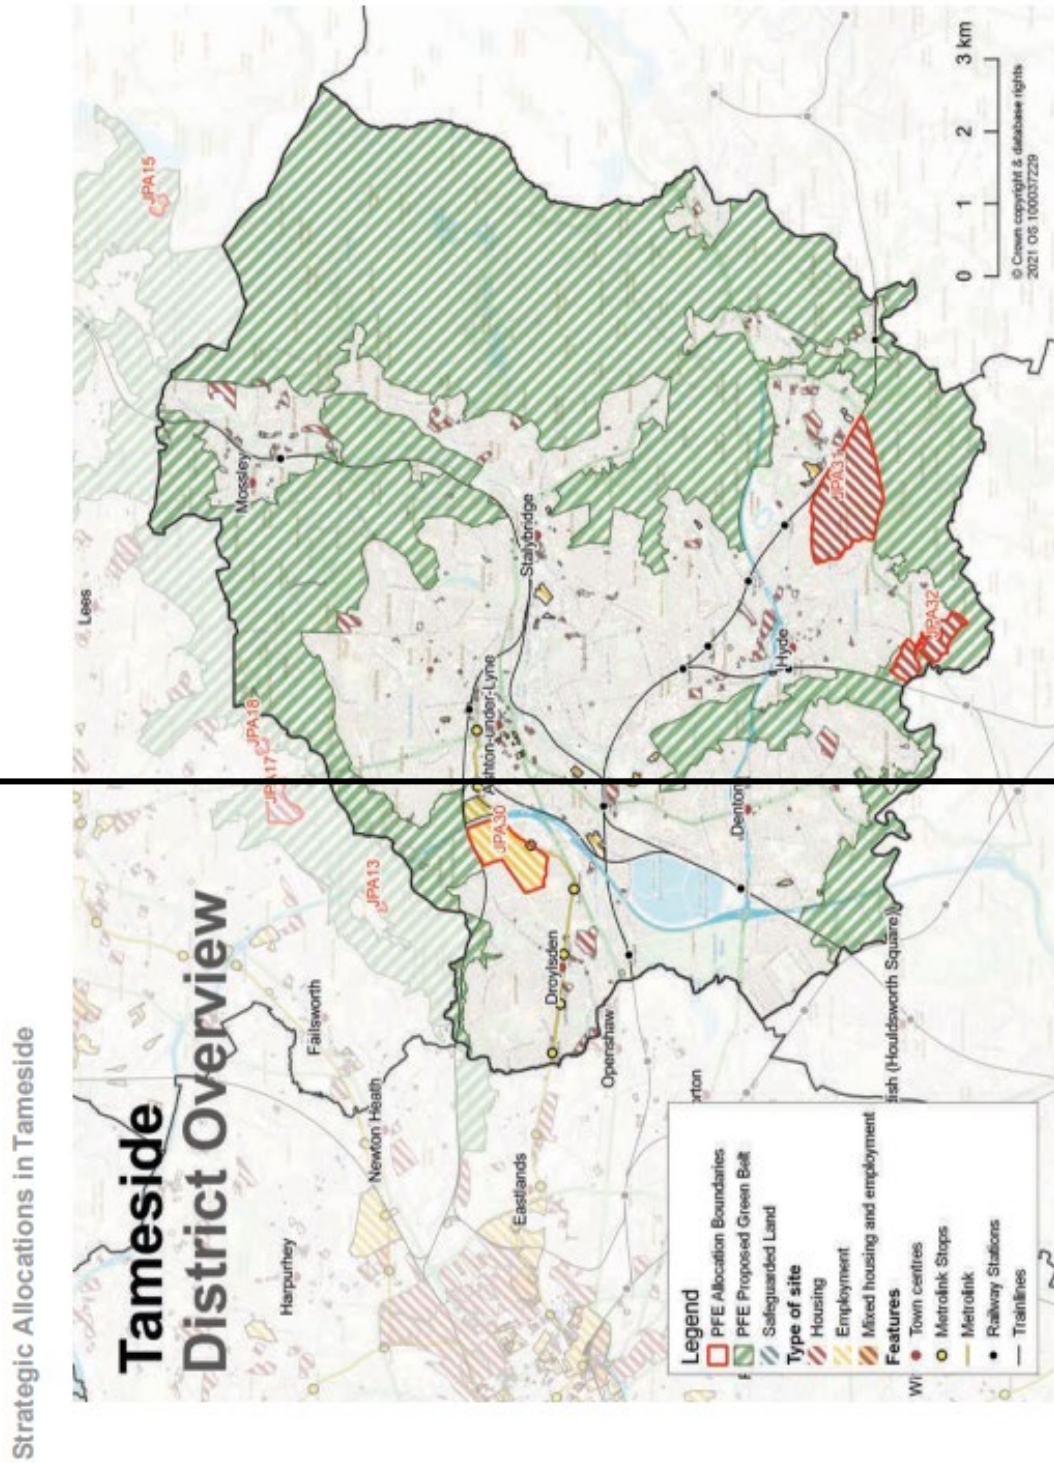 Strategic Allocations in Tameside
Tameside
District Overview
Lees
JPA15
JPA18
JPA17
JPA13
Mossley
Stalybridge
Ashton-under-Lyne
JPA30
JPA31
JPA32
Hyde
Denton
Droylsden
Openshaw
Failsworth
Newton Heath
Harpurhey
Eastlands
orton
dish (Houldsworth Square)
Wi
Legend
PFE Allocation Boundaries
PFE Proposed Green Belt
Safeguarded Land
Type of site
Housing
Employment
Mixed housing and employment
Features
Town centres
Metrolink Stops
Metrolink
Railway Stations
Trainlines
0 1 2 3 km
© Crown copyright & database rights
2021 OS 100037229